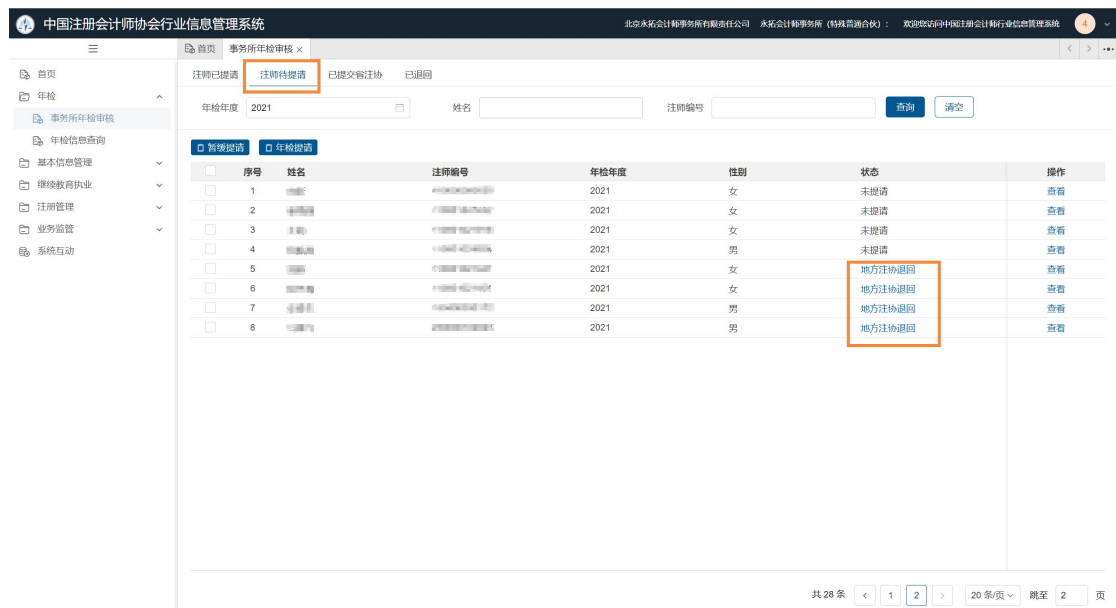 中国注册会计师协会行业信息管理系统 北京永拓会计师事务所有限责任公司 永拓会计师事务所（特殊普通合伙）： 欢迎您访问中国注册会计师行业信息管理系统 4
首页 事务所年检审核 ×
首页
年检
事务所年检审核
年检信息查询
基本信息管理
继续教育执业
注册管理
业务监管
系统互动
注师已提请 注师待提请 已提交省注协 已退回
年检年度 2021 姓名 注师编号 查询 清空
暂缓提请 年检提请
序号 姓名 注师编号 年检年度 性别 状态 操作
1 2021 女 未提请 查看
2 2021 女 未提请 查看
3 2021 女 未提请 查看
4 2021 男 未提请 查看
5 2021 女 地方注协退回 查看
6 2021 女 地方注协退回 查看
7 2021 男 地方注协退回 查看
8 2021 男 地方注协退回 查看
共 28 条 < 1 2 > 20 条/页 跳至 2 页